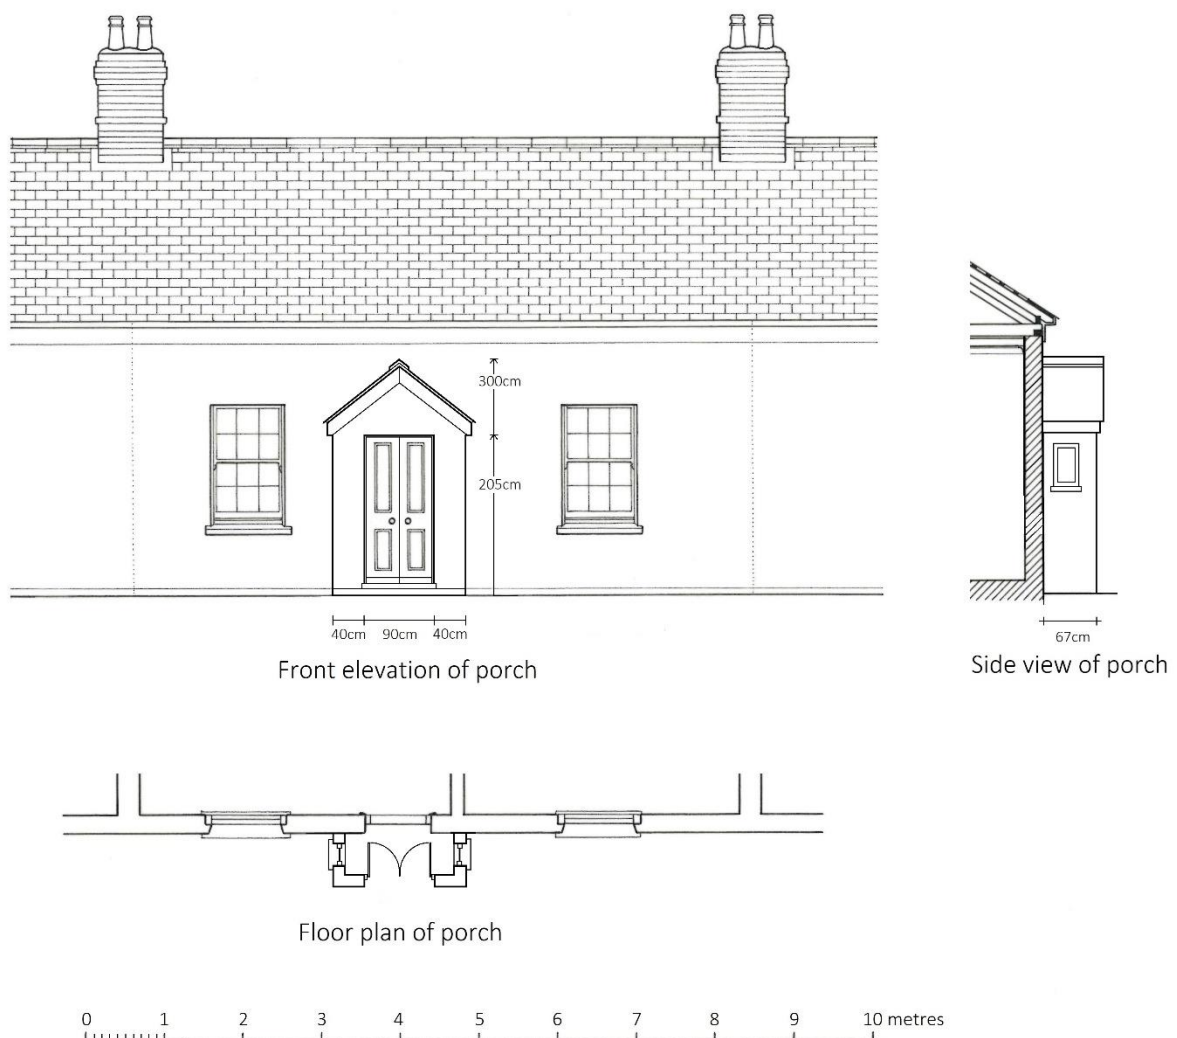 300cm
205cm
40cm 90cm 40cm
Front elevation of porch
67cm
Side view of porch
Floor plan of porch
0 1 2 3 4 5 6 7 8 9 10 metres